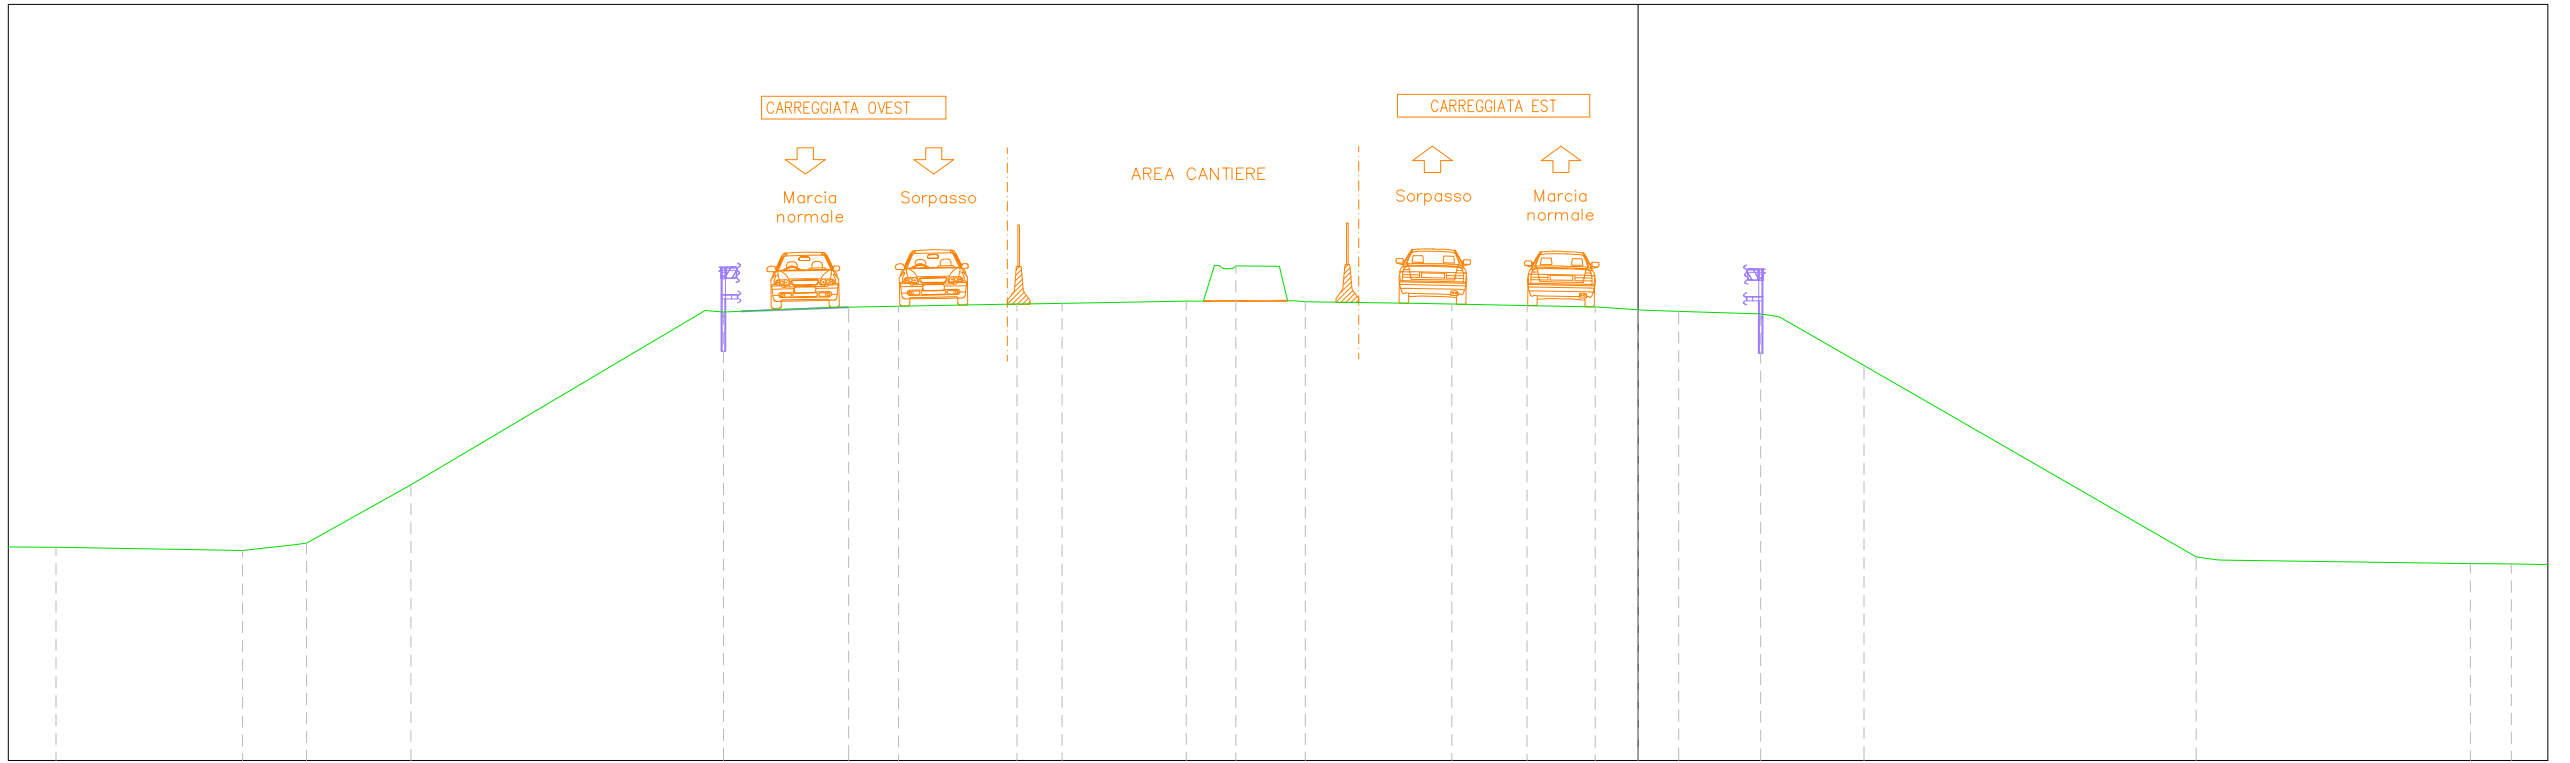 CARREGGIATA OVEST
CARREGGIATA EST
AREA CANTIERE
Marcia
normale
Sorpasso
Sorpasso
Marcia
normale